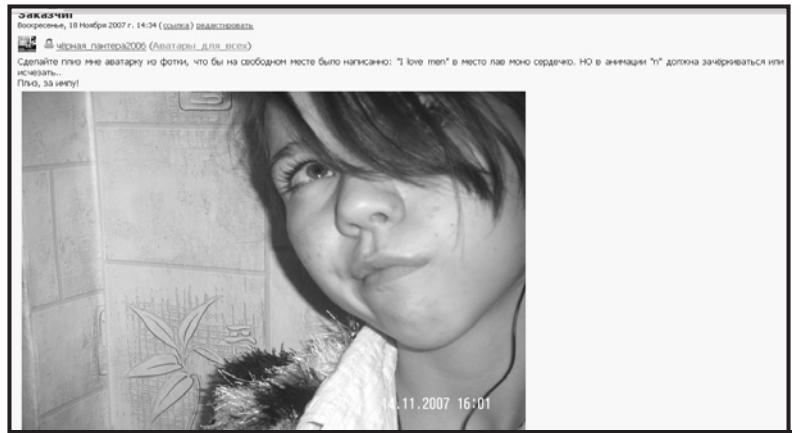 Заказчик
Воскресенье, 18 Ноября 2007 г. 14:34 (ссылка) редактировать
чёрная_пантера2006 (Аватары_для_всех)
Сделайте плиз мне аватарку из фотки, что бы на свободном месте было написанно: "I love men" в место лав моно сердечко. НО в анимации "n" должна зачёркиваться или
исчезать..
Плиз, за импу!
14.11.2007 16:01